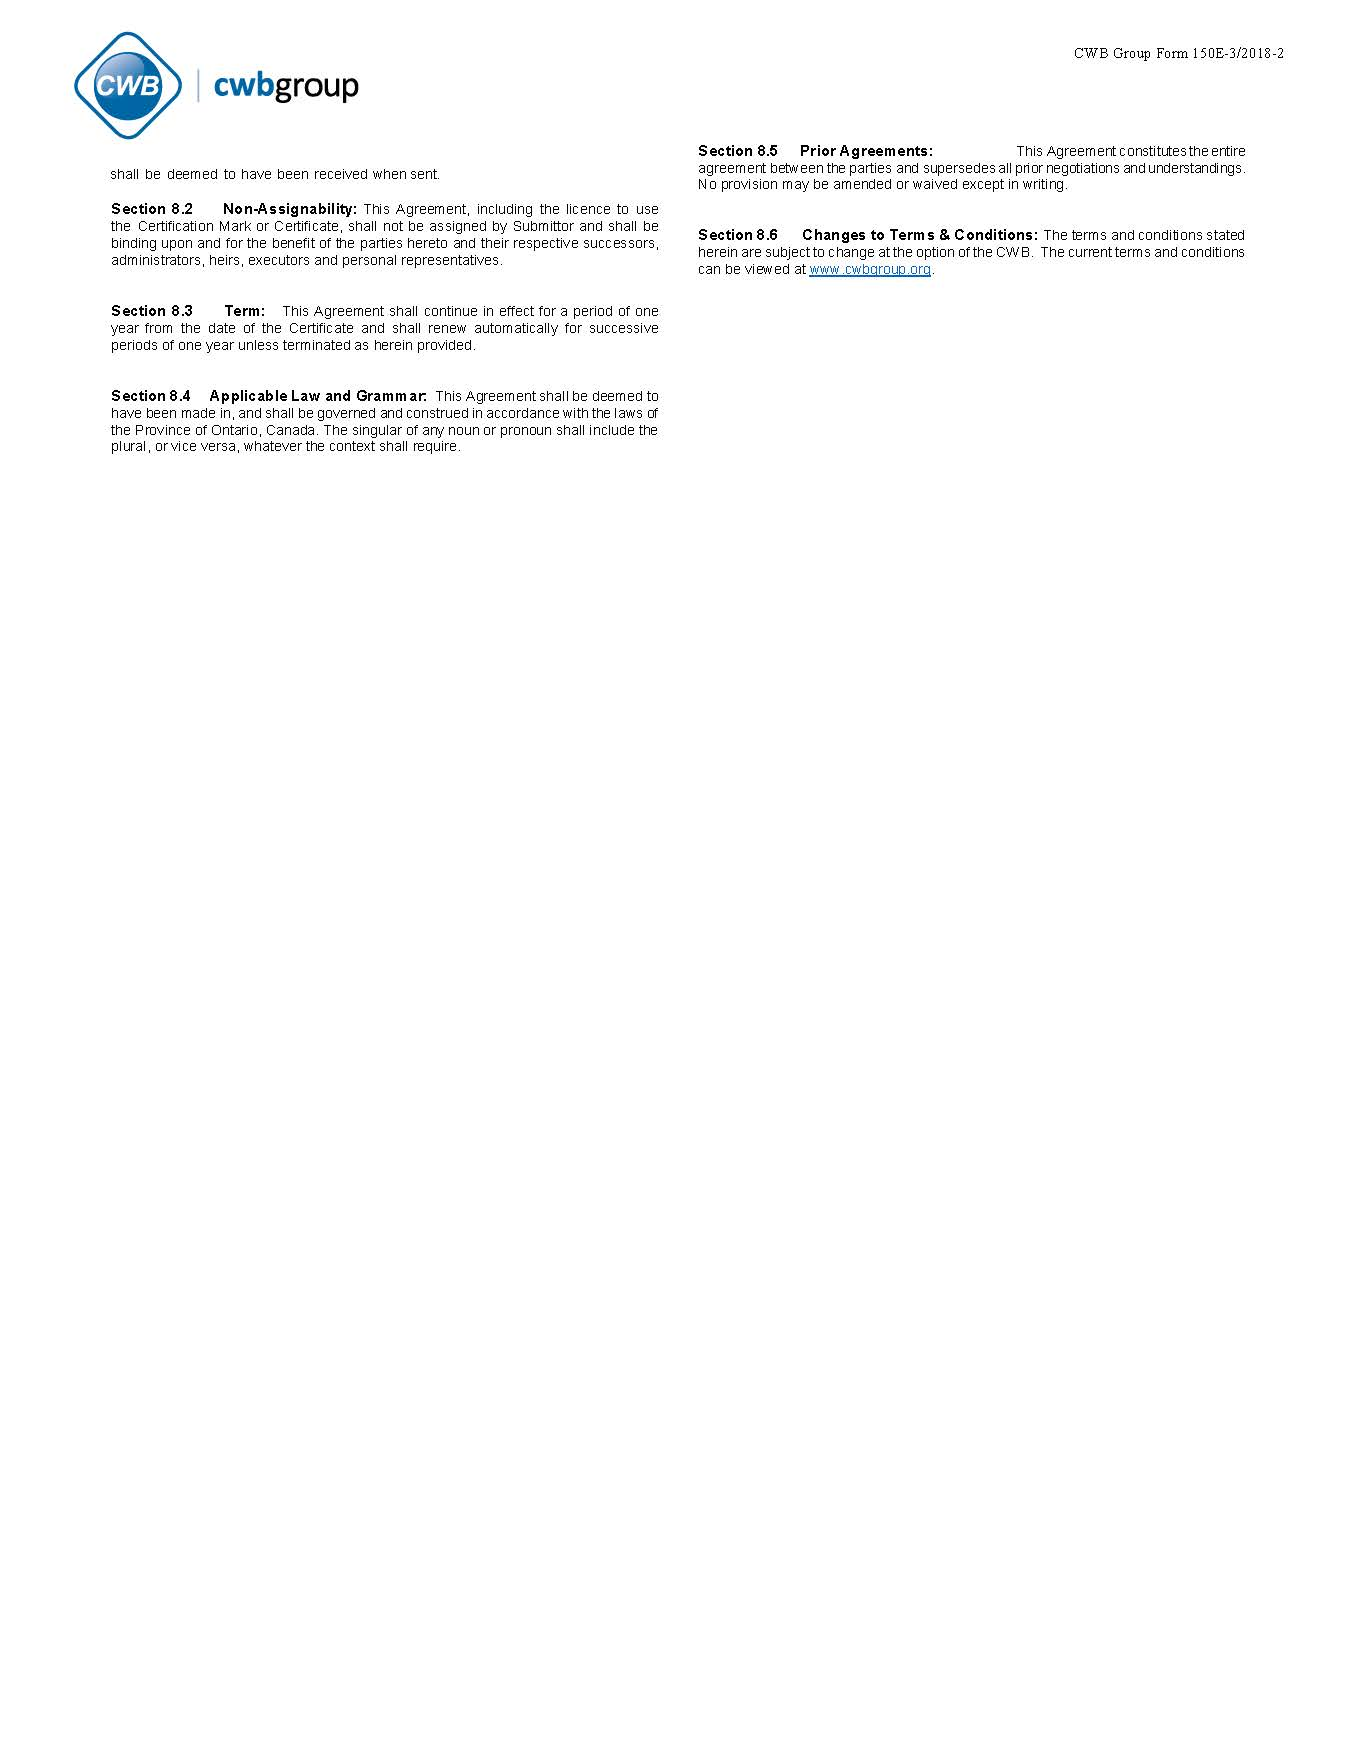 CWB
cwbgroup
CWB Group Form 150E-3/2018-2
shall be deemed to have been received when sent.
Section 8.2 Non-Assignability: This Agreement, including the licence to use
the Certification Mark or Certificate, shall not be assigned by Submittor and shall be
binding upon and for the benefit of the parties hereto and their respective successors,
administrators, heirs, executors and personal representatives.
Section 8.3 Term: This Agreement shall continue in effect for a period of one
year from the date of the Certificate and shall renew automatically for successive
periods of one year unless terminated as herein provided.
Section 8.4 Applicable Law and Grammar: This Agreement shall be deemed to
have been made in, and shall be governed and construed in accordance with the laws of
the Province of Ontario, Canada. The singular of any noun or pronoun shall include the
plural, or vice versa, whatever the context shall require.
Section 8.5 Prior Agreements: This Agreement constitutes the entire
agreement between the parties and supersedes all prior negotiations and understandings.
No provision may be amended or waived except in writing.
Section 8.6 Changes to Terms & Conditions: The terms and conditions stated
herein are subject to change at the option of the CWB. The current terms and conditions
can be viewed at www.cwbgroup.org.